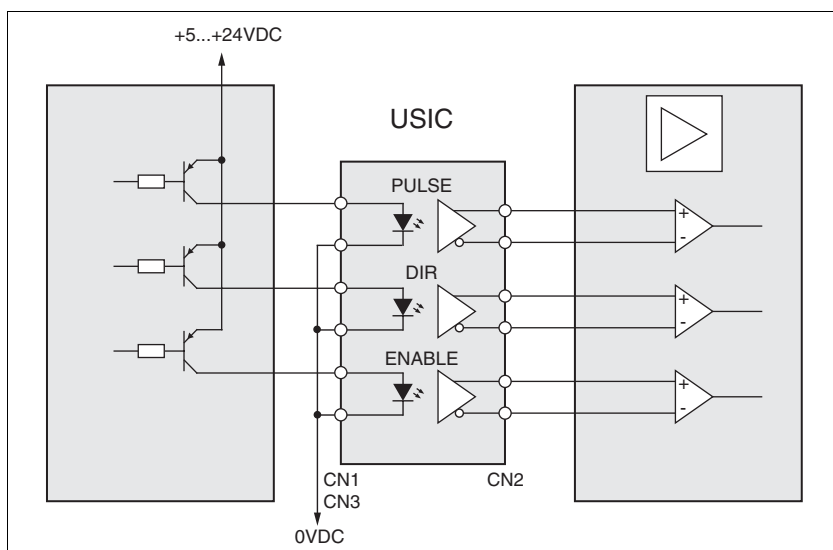 +5...+24VDC
USIC
PULSE
+
-
DIR
+
-
ENABLE
+
-
CN1
CN2
CN3
0VDC